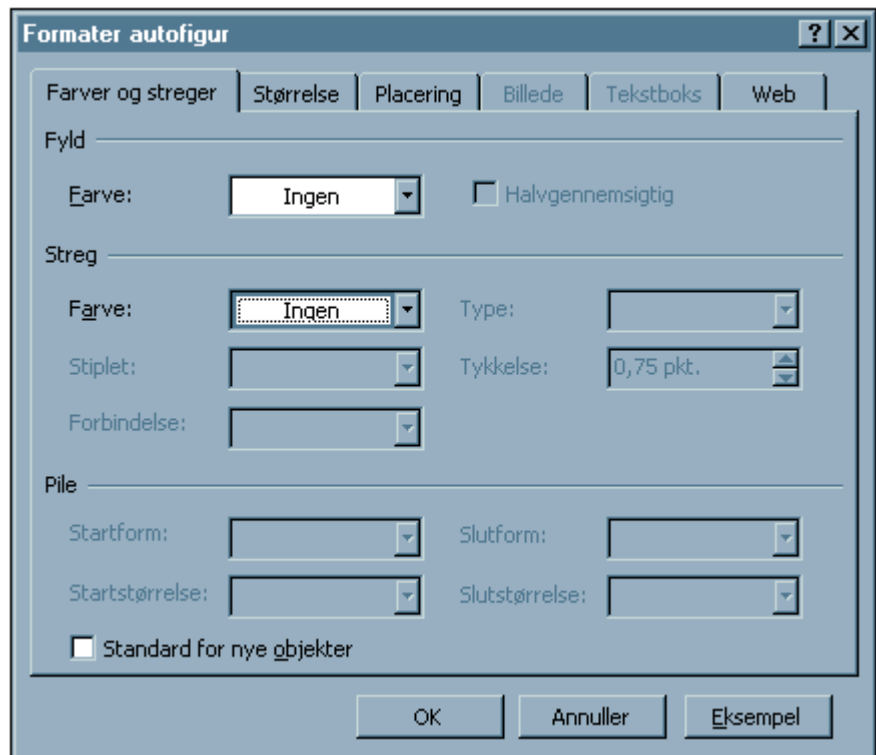 Formater autofigur
Farver og streger Størrelse Placering Billede Tekstboks Web
Fyld
Farve: Ingen Halvgennemsigtig
Streg
Farve: Ingen Type:
Stiplet: Tykkelse: 0,75 pkt.
Forbindelse:
Pile
Startform: Slutform:
Startstørrelse: Slutstørrelse:
Standard for nye objekter
OK Annuller Eksempel